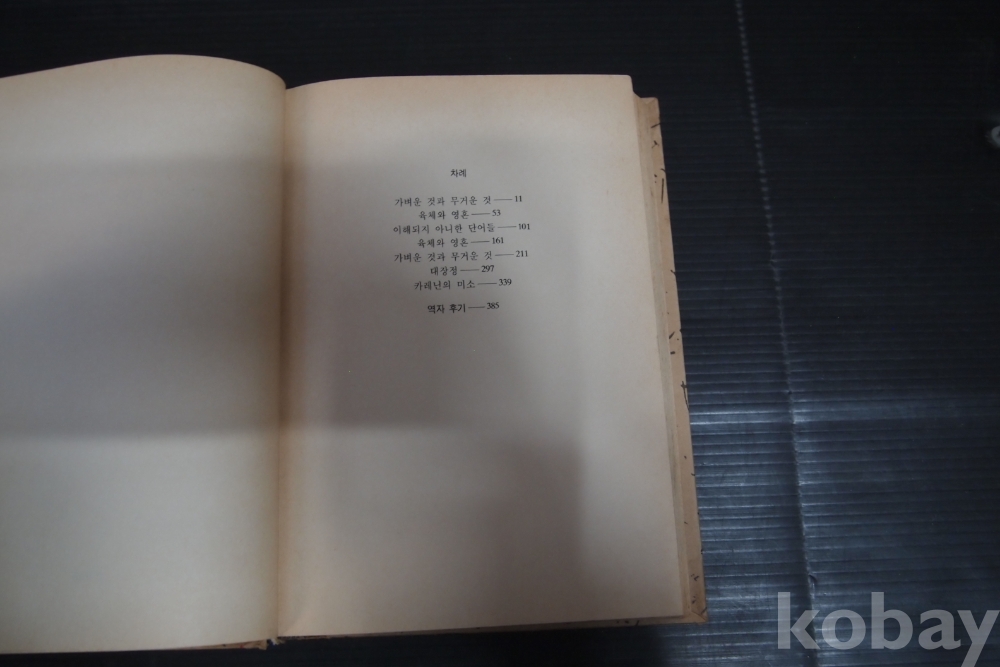 차례
가벼운 것과 무거운 것 — 11
육체와 영혼 — 53
이해되지 아니한 단어들 — 101
육체와 영혼 — 161
가벼운 것과 무거운 것 — 211
대장정 — 297
카레닌의 미소 — 339
역자 후기 — 385
kobay